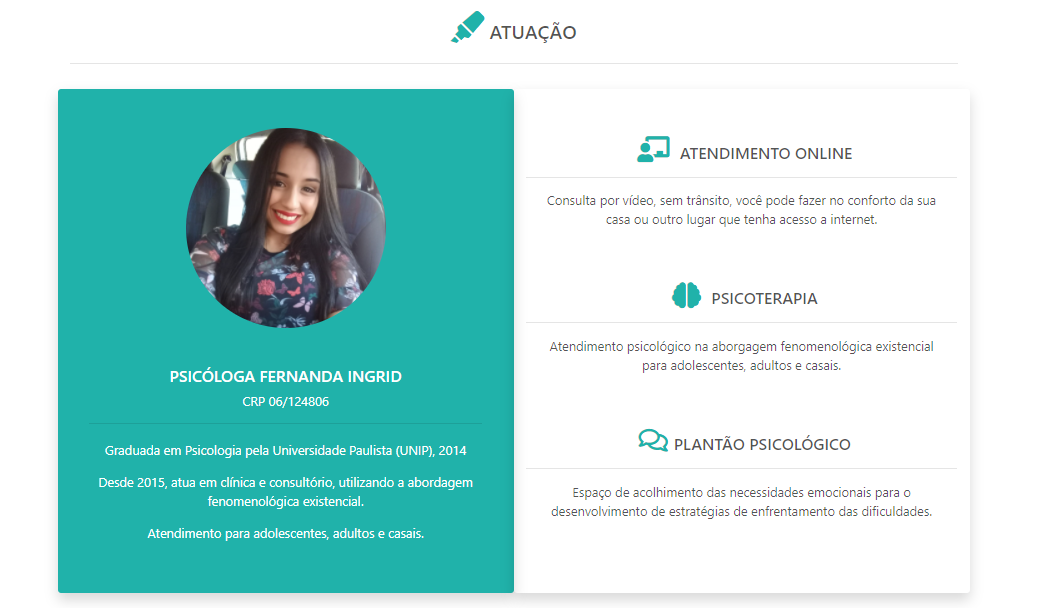 ATUAÇÃO
PSICÓLOGA FERNANDA INGRID
CRP 06/124806
Graduada em Psicologia pela Universidade Paulista (UNIP), 2014
Desde 2015, atua em clínica e consultório, utilizando a abordagem
fenomenológica existencial.
Atendimento para adolescentes, adultos e casais.
ATENDIMENTO ONLINE
Consulta por vídeo, sem trânsito, você pode fazer no conforto da sua
casa ou outro lugar que tenha acesso a internet.
PSICOTERAPIA
Atendimento psicológico na aborgagem fenomenológica existencial
para adolescentes, adultos e casais.
PLANTÃO PSICOLÓGICO
Espaço de acolhimento das necessidades emocionais para o
desenvolvimento de estratégias de enfrentamento das dificuldades.